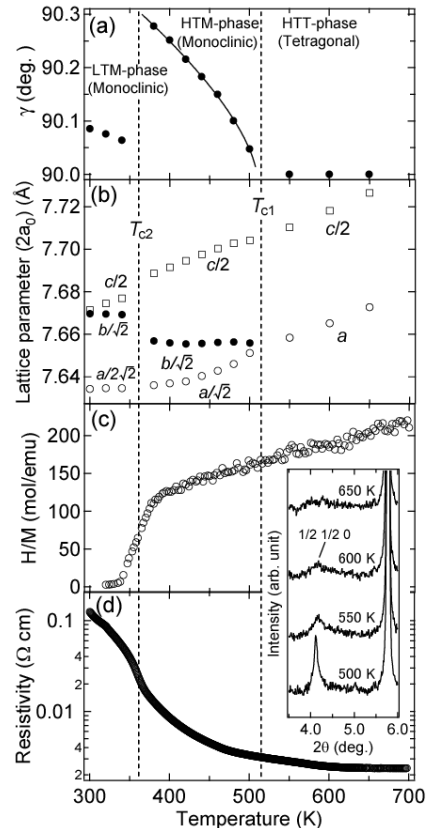 90.3
90.2
90.1
90.0
γ (deg.)
(a)
LTM-phase
(Monoclinic)
HTM-phase
(Monoclinic)
HTT-phase
(Tetragonal)
7.72
7.70
7.68
7.66
7.64
Lattice parameter (2a0) (Å)
(b)
Tc2
Tc1
c/2
c/2
c/2
b/√2
b/√2
a/2√2
a/√2
a
200
150
100
50
0
H/M (mol/emu)
(c)
650 K
1/2 1/2 0
600 K
550 K
500 K
Intensity (arb. unit)
4.0
5.0
6.0
2θ (deg.)
0.1
4
2
0.01
4
2
Resistivity (Ω cm)
(d)
300
400
500
600
700
Temperature (K)